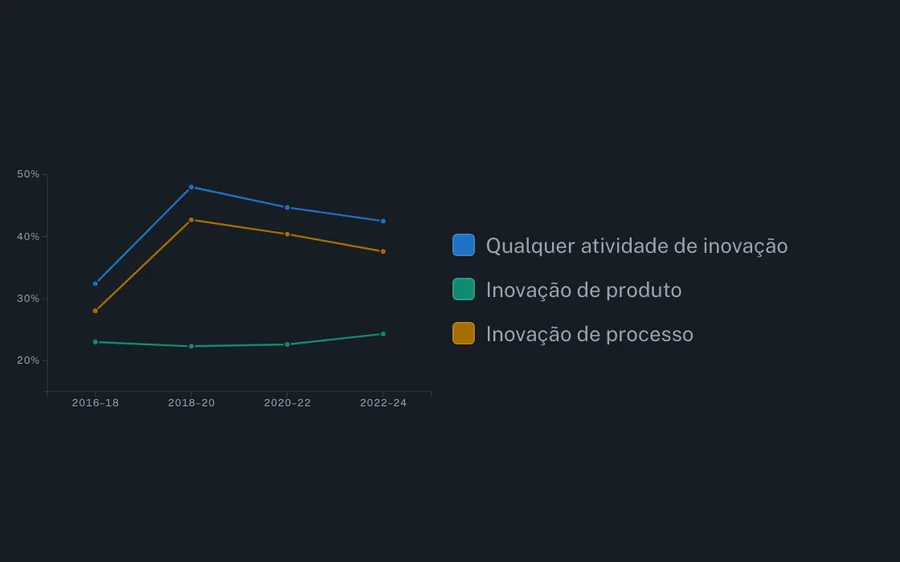 50%
40%
30%
20%
2016–18
2018–20
2020–22
2022–24
Qualquer atividade de inovação
Inovação de produto
Inovação de processo